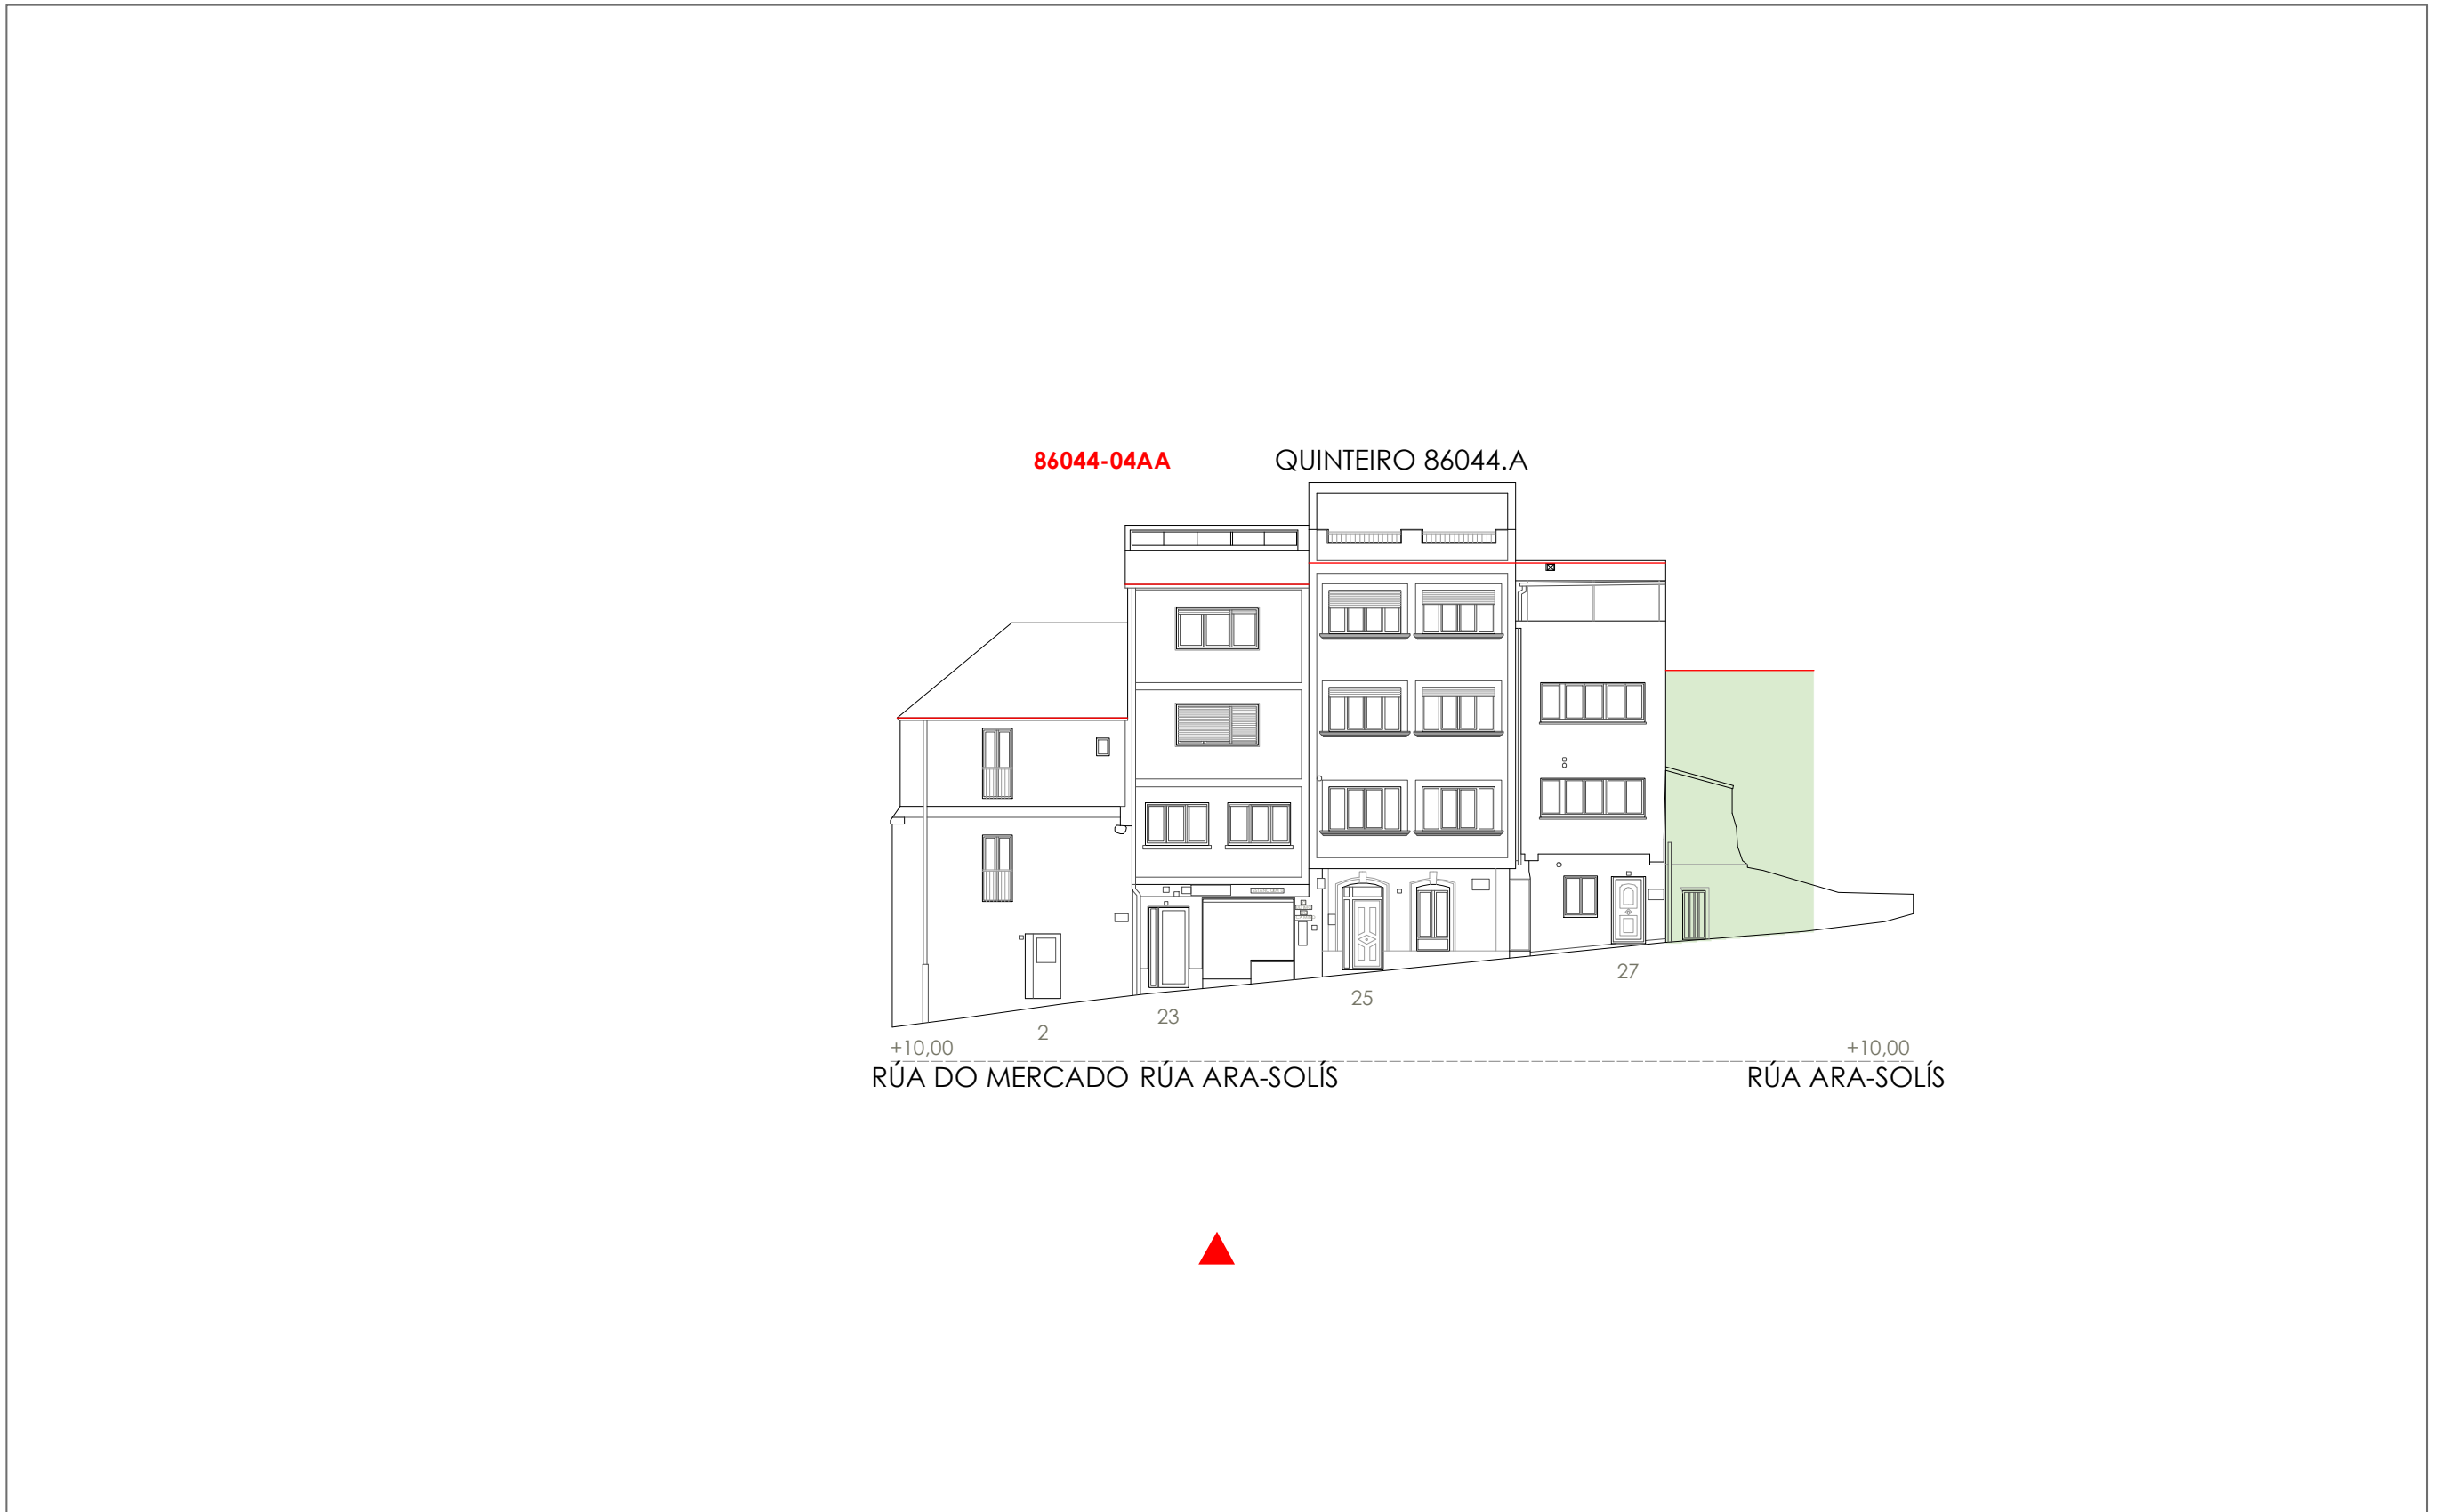 86044-04AA
QUINTEIRO 86044.A
27
25
23
2
+10,00
+10,00
RÚA DO MERCADO
RÚA ARA-SOLÍS
RÚA ARA-SOLÍS